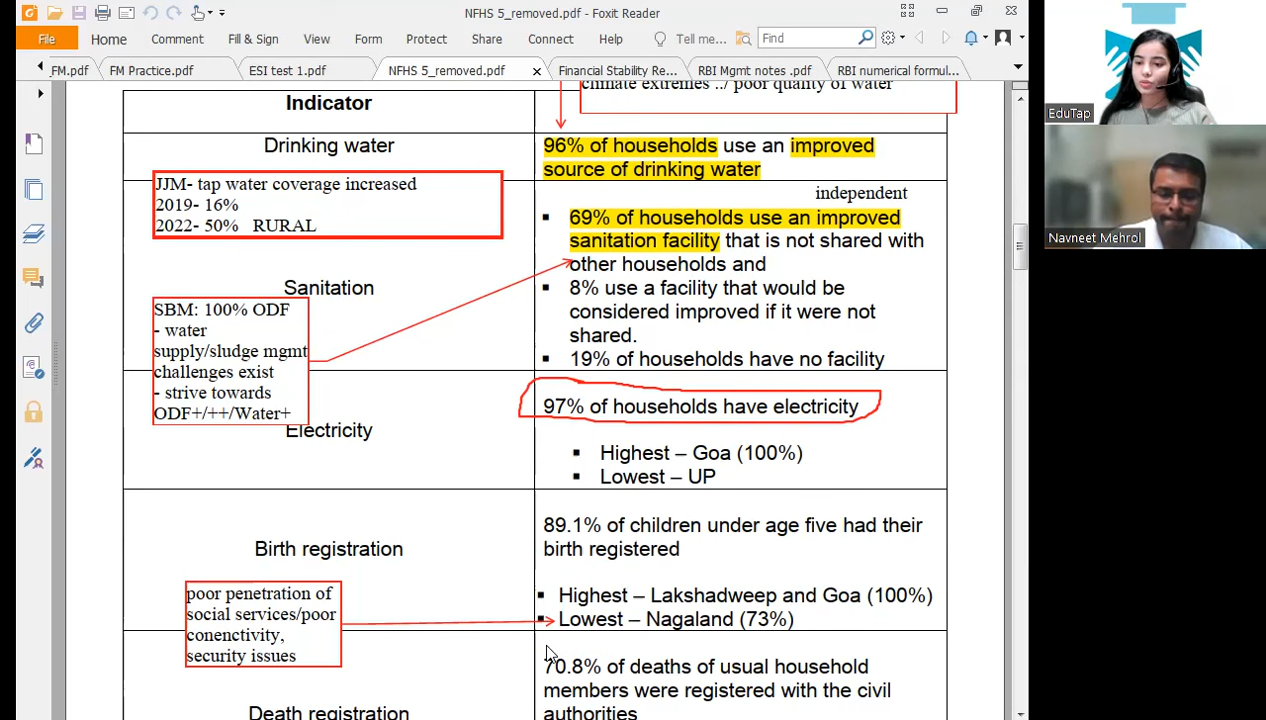 NFHS 5_removed.pdf - Foxit Reader
File Home Comment Fill & Sign View Form Protect Share Connect Help Tell me... Find
_FM.pdf FM Practice.pdf ESI test 1.pdf NFHS 5_removed.pdf Financial Stability Re... RBI Mgmt notes .pdf RBI numerical formul...
climate extremes ../ poor quality of water
Indicator
Drinking water
96% of households use an improved
source of drinking water
JJM- tap water coverage increased
2019- 16%
2022- 50% RURAL
independent
69% of households use an improved
sanitation facility that is not shared with
other households and
8% use a facility that would be
considered improved if it were not
shared.
19% of households have no facility
Sanitation
SBM: 100% ODF
- water
supply/sludge mgmt
challenges exist
- strive towards
ODF+/++/Water+
Electricity
97% of households have electricity
Highest – Goa (100%)
Lowest – UP
Birth registration
89.1% of children under age five had their
birth registered
Highest – Lakshadweep and Goa (100%)
Lowest – Nagaland (73%)
poor penetration of
social services/poor
conenctivity,
security issues
Death registration
70.8% of deaths of usual household
members were registered with the civil
authorities
EduTap
Navneet Mehrol